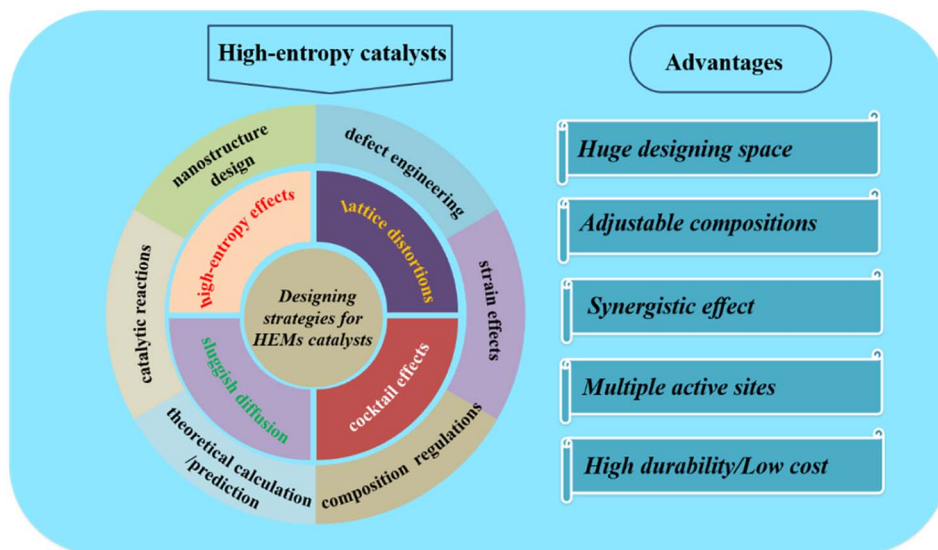 High-entropy catalysts
nanostructure
design
defect engineering
strain effects
composition regulations
theoretical calculation
/prediction
catalytic reactions
high-entropy effects
lattice distortions
cocktail effects
sluggish diffusion
Designing
strategies for
HEMs catalysts
Advantages
Huge designing space
Adjustable compositions
Synergistic effect
Multiple active sites
High durability/Low cost